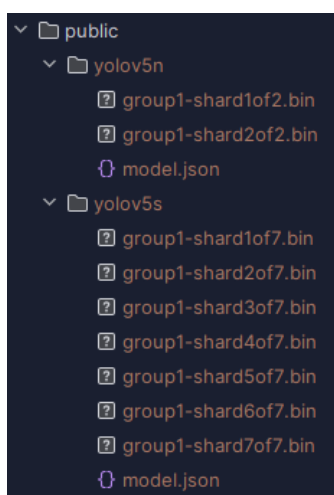 public
yolov5n
group1-shard1of2.bin
group1-shard2of2.bin
model.json
yolov5s
group1-shard1of7.bin
group1-shard2of7.bin
group1-shard3of7.bin
group1-shard4of7.bin
group1-shard5of7.bin
group1-shard6of7.bin
group1-shard7of7.bin
model.json